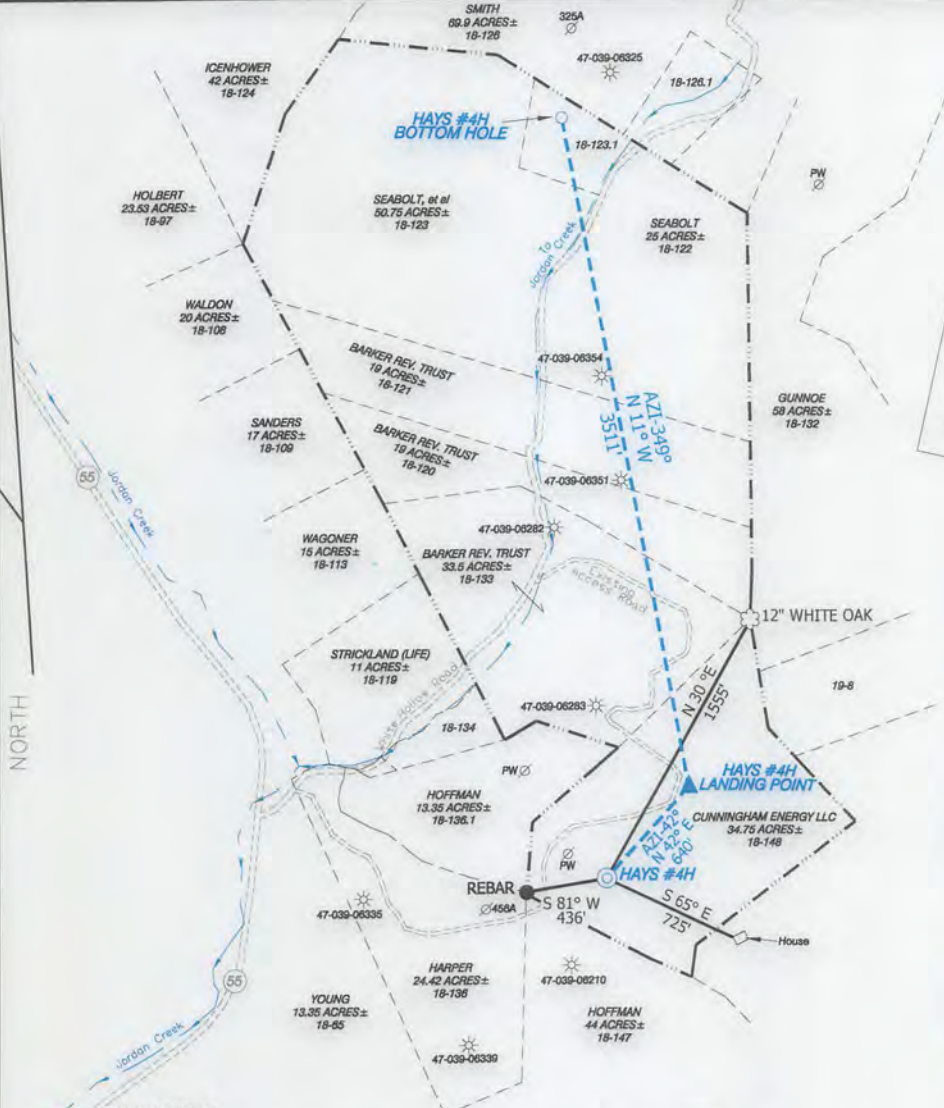 SMITH
69.9 ACRES±
18-126
325A
47-039-06325
ICENHOWER
42 ACRES±
18-124
18-126.1
HAYS #4H
BOTTOM HOLE
18-123.1
PW
HOLBERT
23.53 ACRES±
18-97
SEABOLT, et al
50.75 ACRES±
18-123
SEABOLT
25 ACRES±
18-122
To
Jordan Creek
WALDON
20 ACRES±
18-108
BARKER REV. TRUST
19 ACRES±
18-121
47-039-06354
AZI-349°
N 11° W
3511'
GUNNOE
58 ACRES±
18-132
SANDERS
17 ACRES±
18-109
BARKER REV. TRUST
19 ACRES±
18-120
55
Jordan Creek
47-039-06351
47-039-06282
WAGONER
15 ACRES±
18-113
BARKER REV. TRUST
33.5 ACRES±
18-133
Existing
access Road
12" WHITE OAK
STRICKLAND (LIFE)
11 ACRES±
18-119
White Hollow Road
N 30 °E
1555'
19-8
47-039-06283
18-134
NORTH
PW
HAYS #4H
LANDING POINT
HOFFMAN
13.35 ACRES±
18-136.1
AZI-42°
N 42° E
640'
CUNNINGHAM ENERGY LLC
34.75 ACRES±
18-148
PW
HAYS #4H
REBAR
S 81° W
436'
S 65° E
725'
House
458A
47-039-06335
55
HARPER
24.42 ACRES±
18-136
47-039-06210
YOUNG
13.35 ACRES±
18-65
HOFFMAN
44 ACRES±
18-147
47-039-06339
Jordan Creek